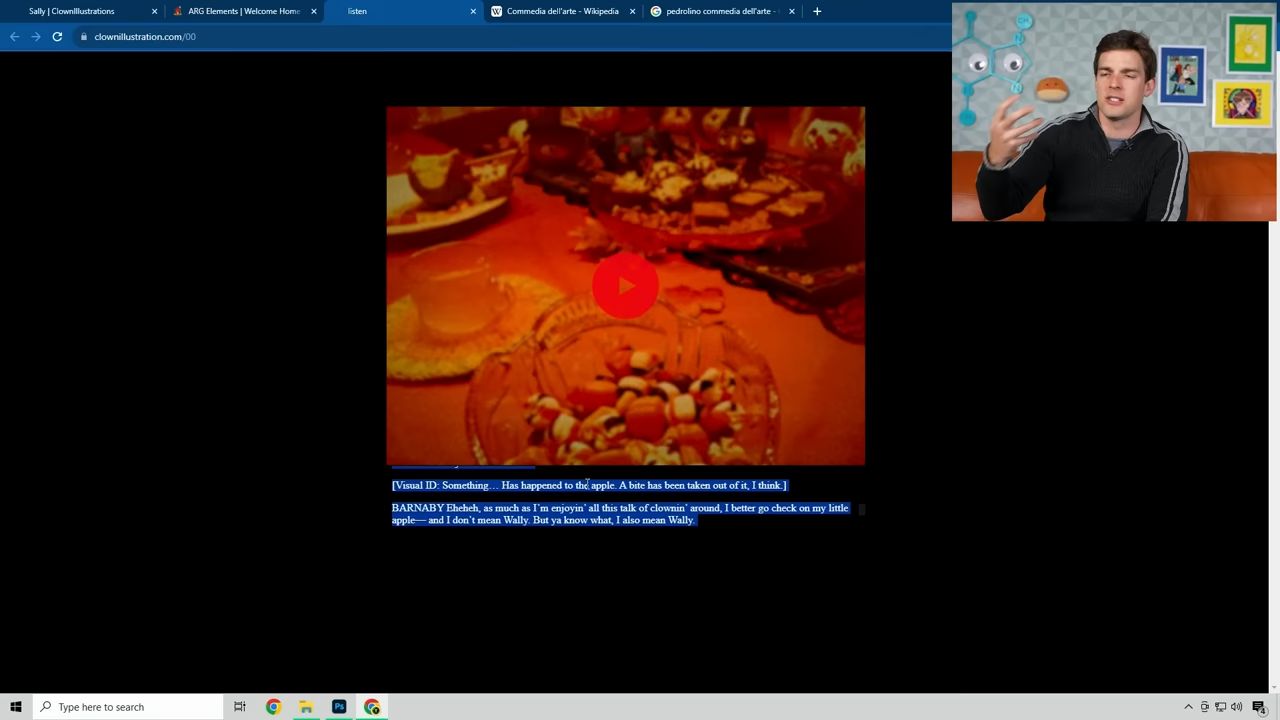 Sally | ClownIllustrations
ARG Elements | Welcome Home
listen
Commedia dell'arte - Wikipedia
pedrolino commedia dell'arte -
clownillustration.com/00
[Visual ID: Something… Has happened to the apple. A bite has been taken out of it, I think.]
BARNABY Eheheh, as much as I'm enjoyin' all this talk of clownin' around, I better go check on my little
apple— and I don't mean Wally. But ya know what, I also mean Wally.
Type here to search
Ps
4